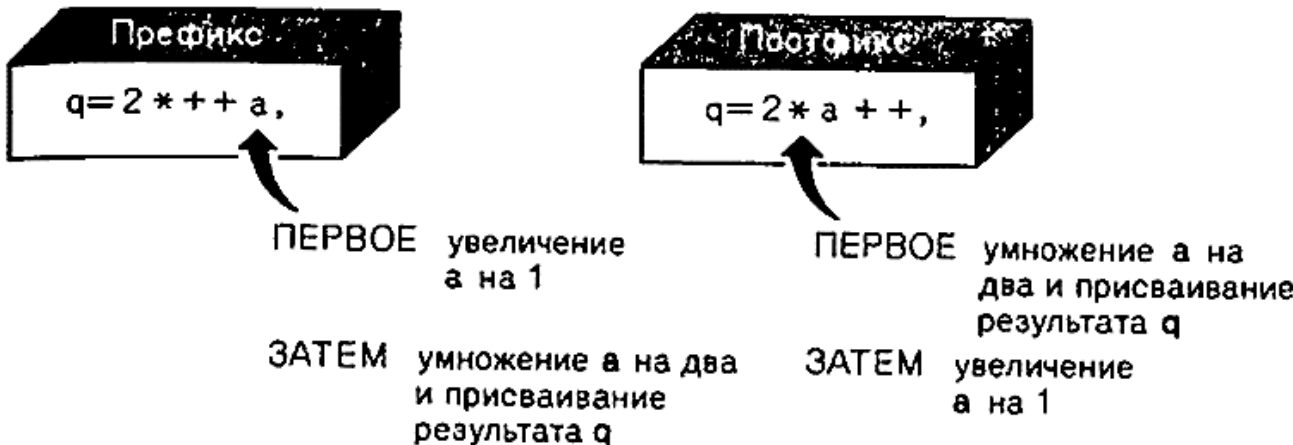 Префикс
q=2*++a,
ПЕРВОЕ увеличение
а на 1
ЗАТЕМ умножение а на два
и присваивание
результата q
Постфикс
q=2*a++,
ПЕРВОЕ умножение а на
два и присваивание
результата q
ЗАТЕМ увеличение
а на 1